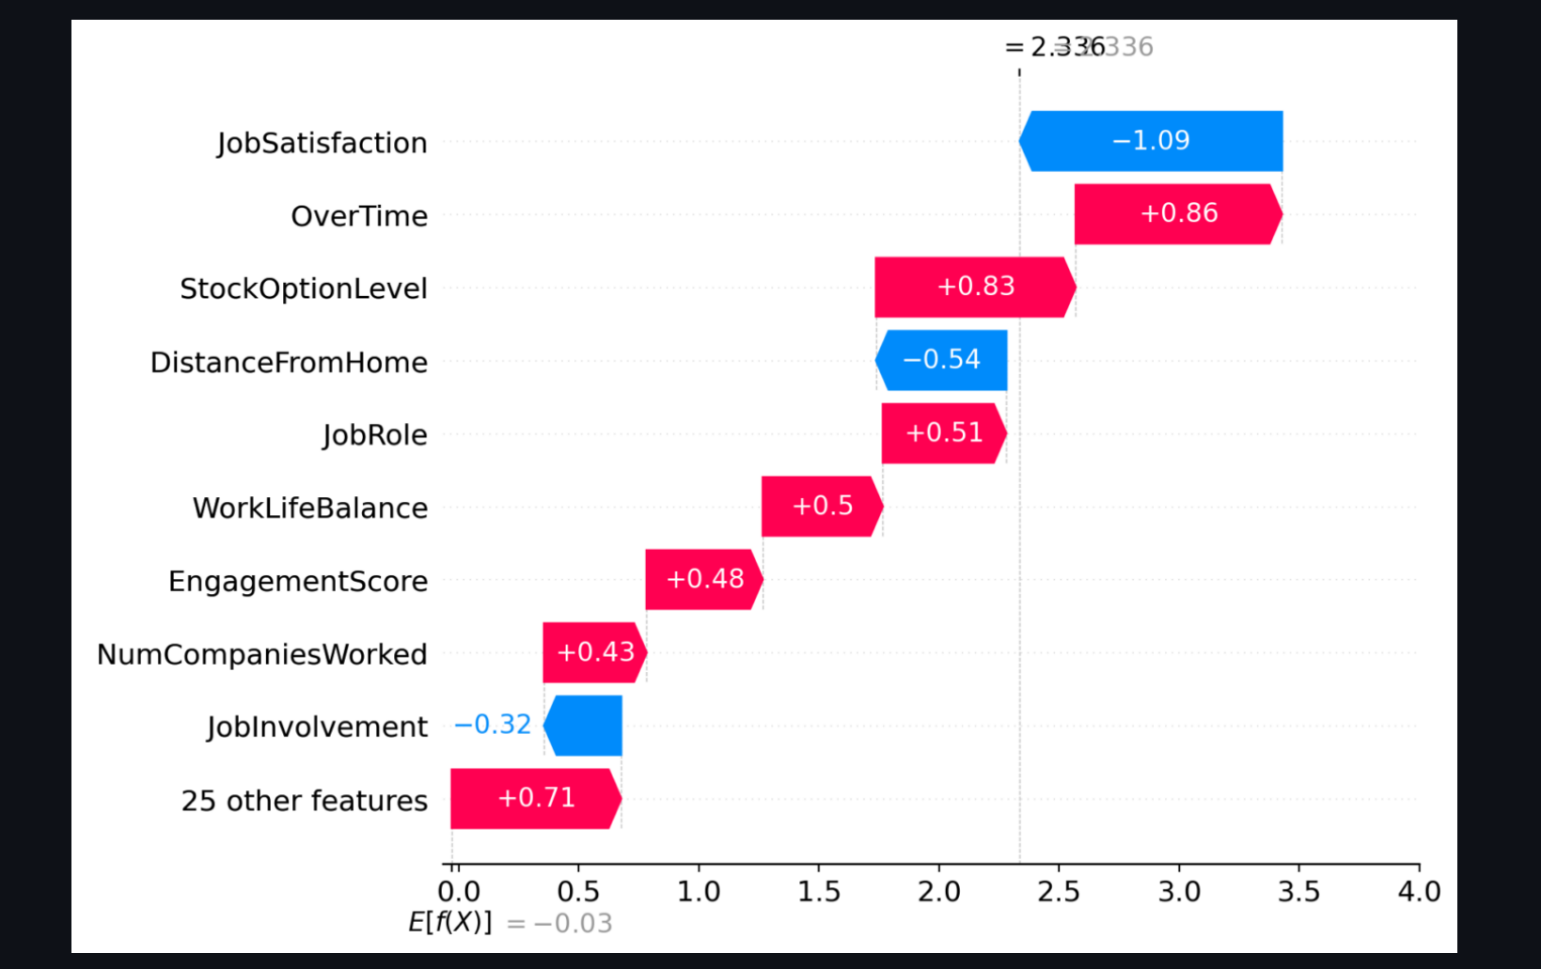 = 2.336 = 2.336
JobSatisfaction −1.09
OverTime +0.86
StockOptionLevel +0.83
DistanceFromHome −0.54
JobRole +0.51
WorkLifeBalance +0.5
EngagementScore +0.48
NumCompaniesWorked +0.43
JobInvolvement −0.32
25 other features +0.71
0.0 0.5 1.0 1.5 2.0 2.5 3.0 3.5 4.0
E[f(X)] = −0.03